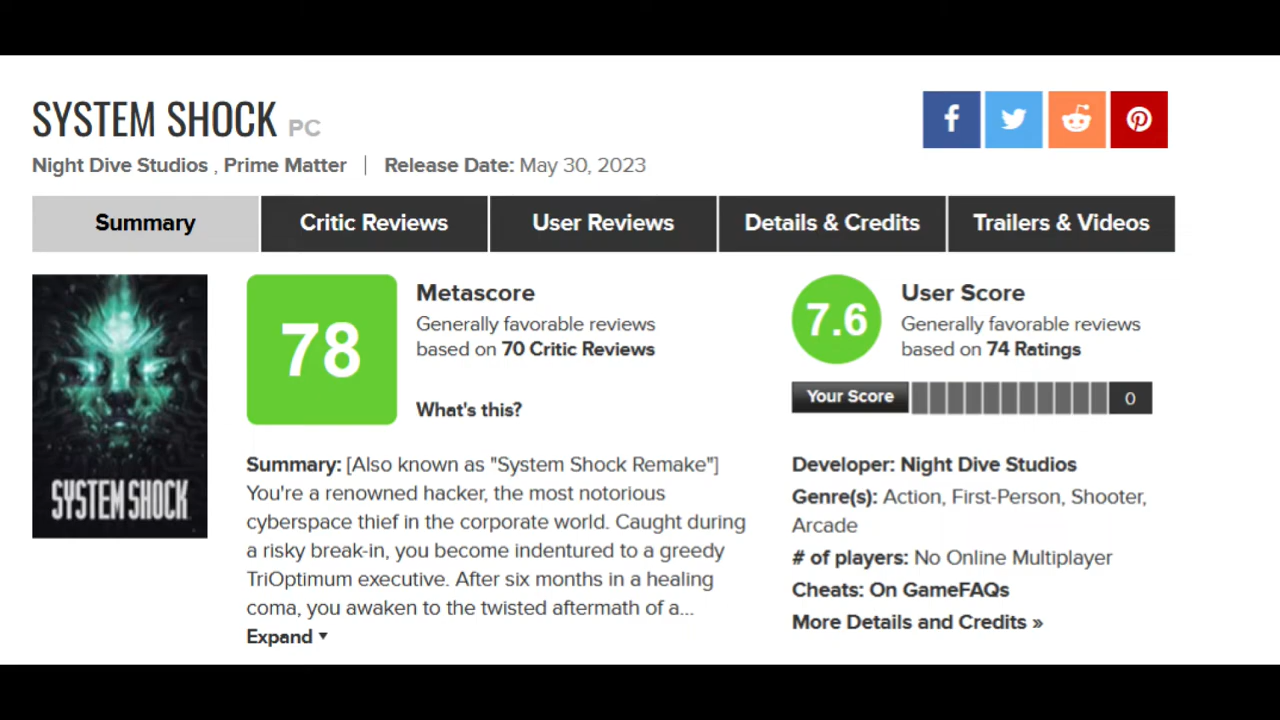 SYSTEM SHOCK PC
Night Dive Studios , Prime Matter | Release Date: May 30, 2023
Summary
Critic Reviews
User Reviews
Details & Credits
Trailers & Videos
SYSTEM SHOCK
78
Metascore
Generally favorable reviews
based on 70 Critic Reviews
What's this?
Summary: [Also known as "System Shock Remake"]
You're a renowned hacker, the most notorious
cyberspace thief in the corporate world. Caught during
a risky break-in, you become indentured to a greedy
TriOptimum executive. After six months in a healing
coma, you awaken to the twisted aftermath of a...
Expand ▼
7.6
User Score
Generally favorable reviews
based on 74 Ratings
Your Score
0
Developer: Night Dive Studios
Genre(s): Action, First-Person, Shooter,
Arcade
# of players: No Online Multiplayer
Cheats: On GameFAQs
More Details and Credits »